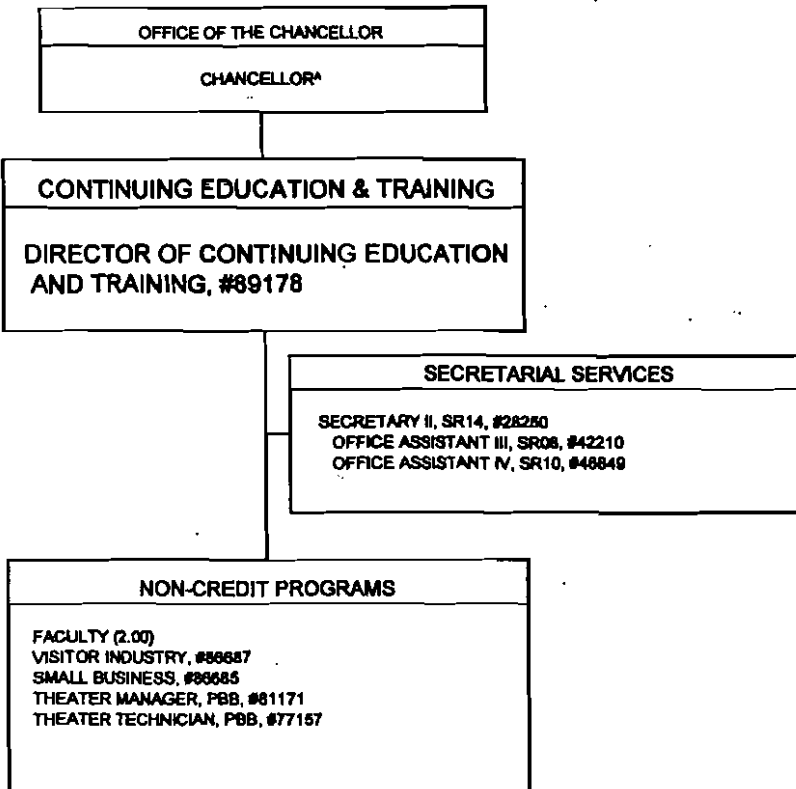 OFFICE OF THE CHANCELLOR
CHANCELLOR^
CONTINUING EDUCATION & TRAINING
DIRECTOR OF CONTINUING EDUCATION
AND TRAINING, #89178
SECRETARIAL SERVICES
SECRETARY II, SR14, #28250
OFFICE ASSISTANT III, SR08, #42210
OFFICE ASSISTANT IV, SR10, #46849
NON-CREDIT PROGRAMS
FACULTY (2.00)
VISITOR INDUSTRY,
SMALL BUSINESS,
THEATER MANAGER, PBB, #81171
THEATER TECHNICIAN, PBB, #77157